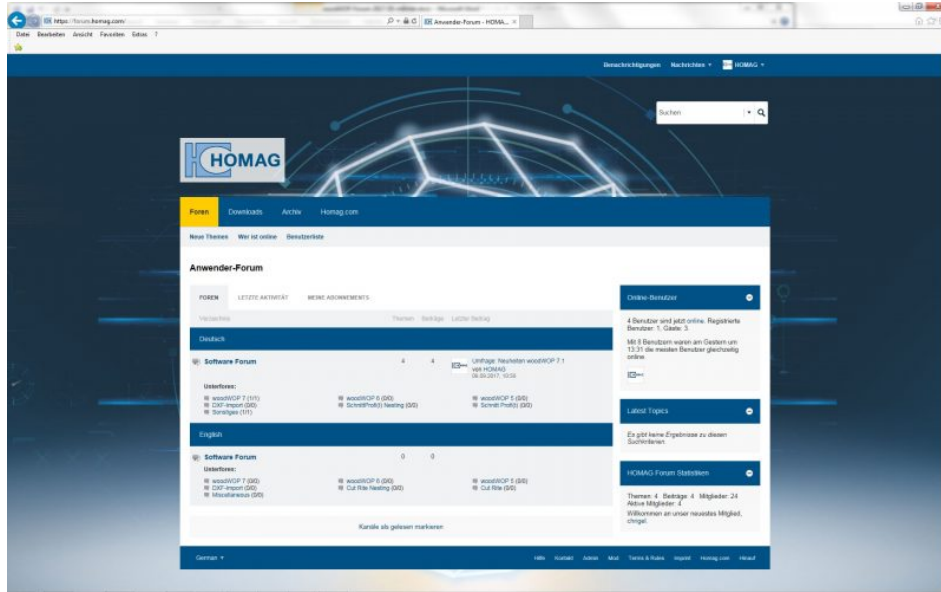 https://forum.homag.com/
Anwender-Forum - HOMA...
Datei Bearbeiten Ansicht Favoriten Extras ?
Benachrichtigungen Nachrichten HOMAG
Suchen
HOMAG
Foren Downloads Archiv Homag.com
Neue Themen Wer ist online Benutzerliste
Anwender-Forum
FOREN LETZTE AKTIVITÄT MEINE ABONNEMENTS
Verzeichnis Themen Beiträge Letzter Beitrag
Deutsch
Software Forum 4 4 Umfrage: Neuheiten woodWOP 7.1
von HOMAG
06.09.2017, 10:58
Unterforen:
woodWOP 7 (1/1) woodWOP 6 (0/0) woodWOP 5 (0/0)
DXF-Import (0/0) SchnittProfi(t) Nesting (0/0) Schnitt Profi(t) (0/0)
Sonstiges (1/1)
English
Software Forum 0 0
Unterforen:
woodWOP 7 (0/0) woodWOP 6 (0/0) woodWOP 5 (0/0)
DXF-Import (0/0) Cut Rite Nesting (0/0) Cut Rite (0/0)
Miscellaneous (0/0)
Kanäle als gelesen markieren
Online-Benutzer
4 Benutzer sind jetzt online. Registrierte
Benutzer: 1, Gäste: 3.
Mit 8 Benutzern waren am Gestern um
13:31 die meisten Benutzer gleichzeitig
online.
Latest Topics
Es gibt keine Ergebnisse zu diesen
Suchkriterien.
HOMAG Forum Statistiken
Themen: 4 Beiträge: 4 Mitglieder: 24
Aktive Mitglieder: 4
Willkommen an unser neuestes Mitglied,
chrigel.
German Hilfe Kontakt Admin Mod Terms & Rules Imprint Homag.com Hinauf